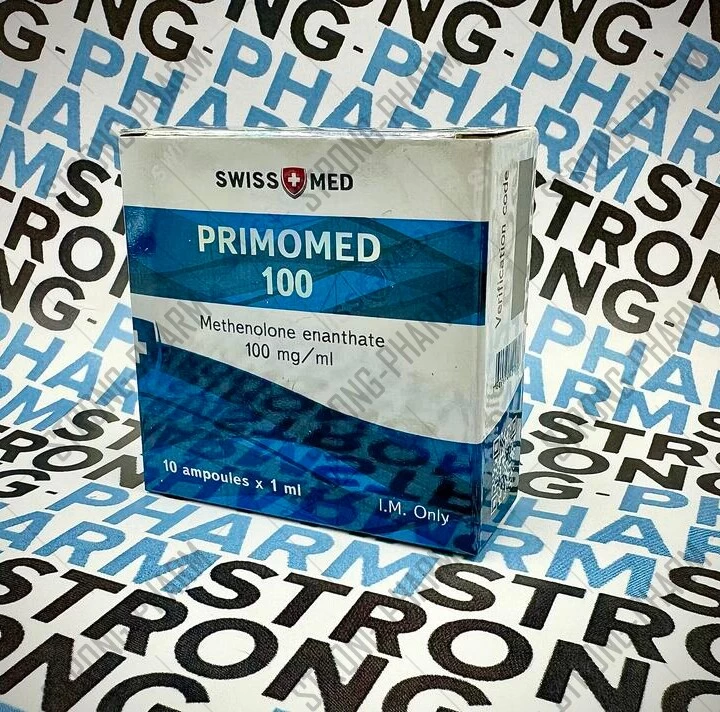 SWISS MED
PRIMOMED
100
Methenolone enanthate
100 mg/ml
10 ampoules x 1 ml
I.M. Only
Verification code
STRONG-PHARM